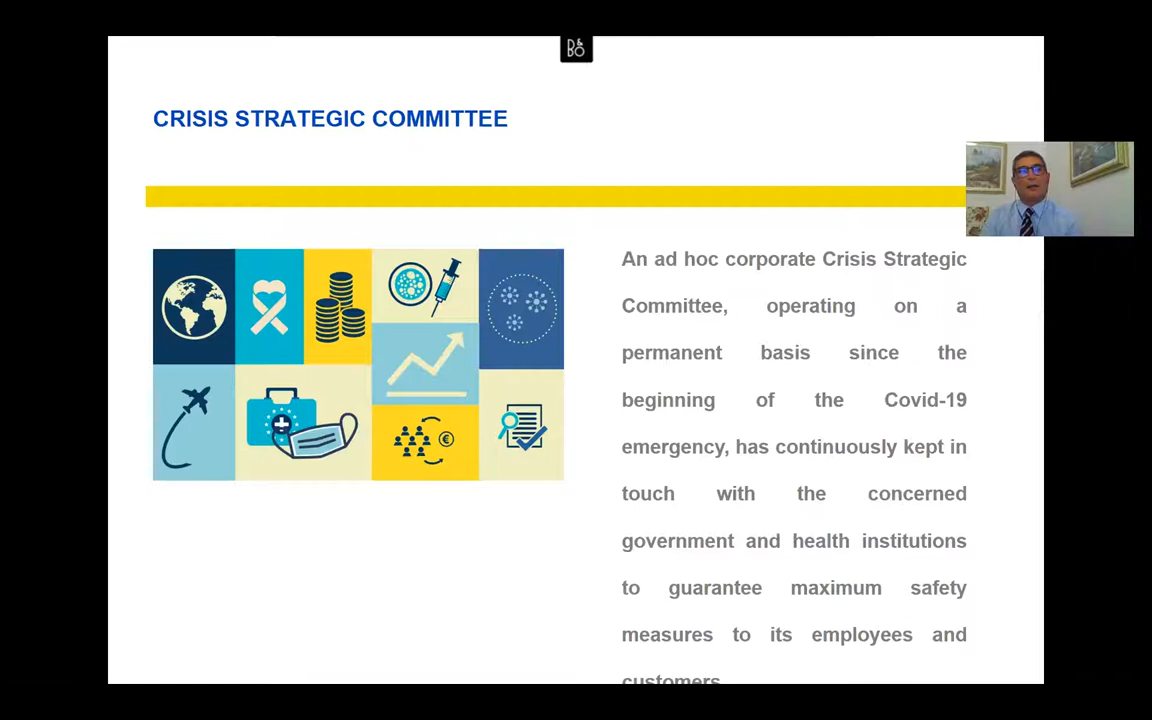 B&O
CRISIS STRATEGIC COMMITTEE
An ad hoc corporate Crisis Strategic
Committee, operating on a
permanent basis since the
beginning of the Covid-19
emergency, has continuously kept in
touch with the concerned
government and health institutions
to guarantee maximum safety
measures to its employees and
customers
€